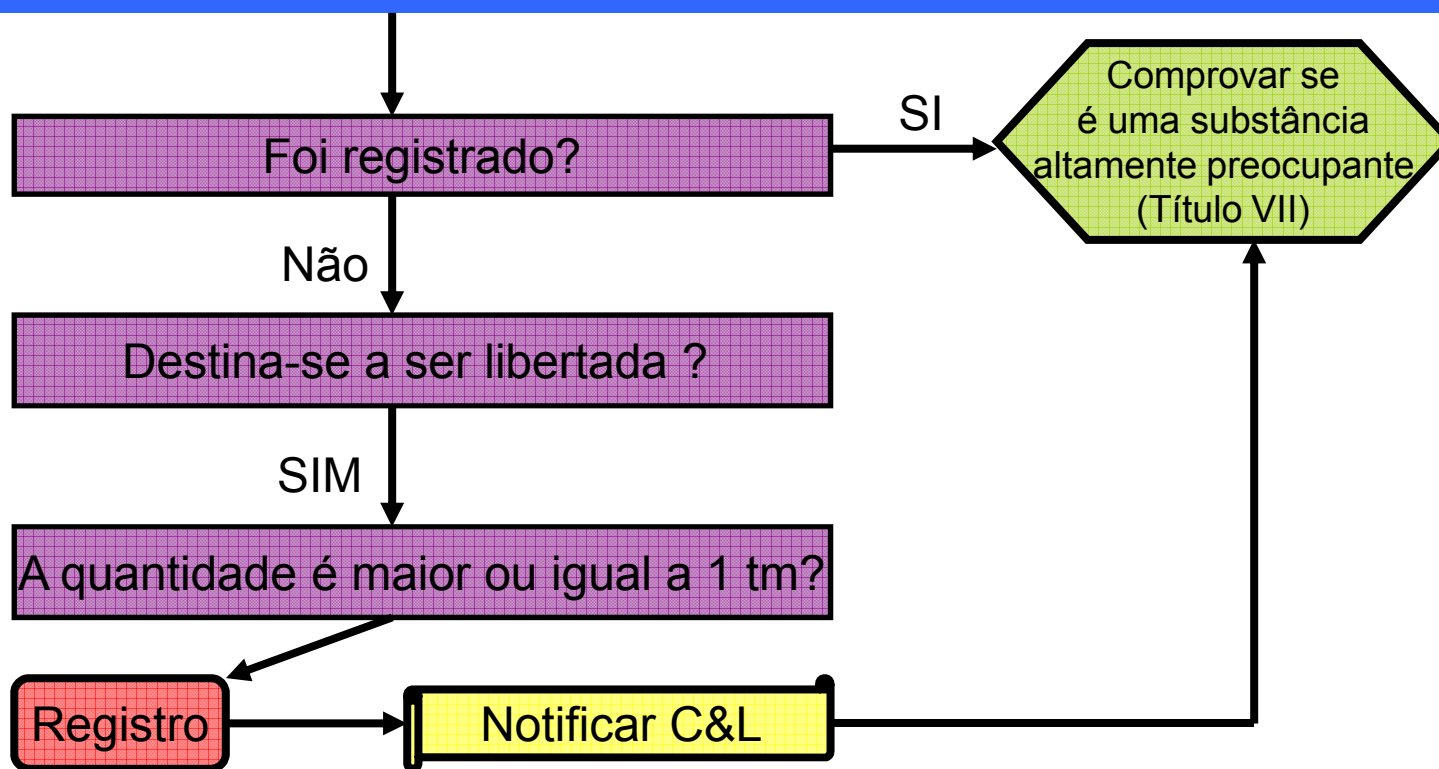 Foi registrado?
SI
Comprovar se
é uma substância
altamente preocupante
(Título VII)
Não
Destina-se a ser libertada ?
SIM
A quantidade é maior ou igual a 1 tm?
Registro
Notificar C&L